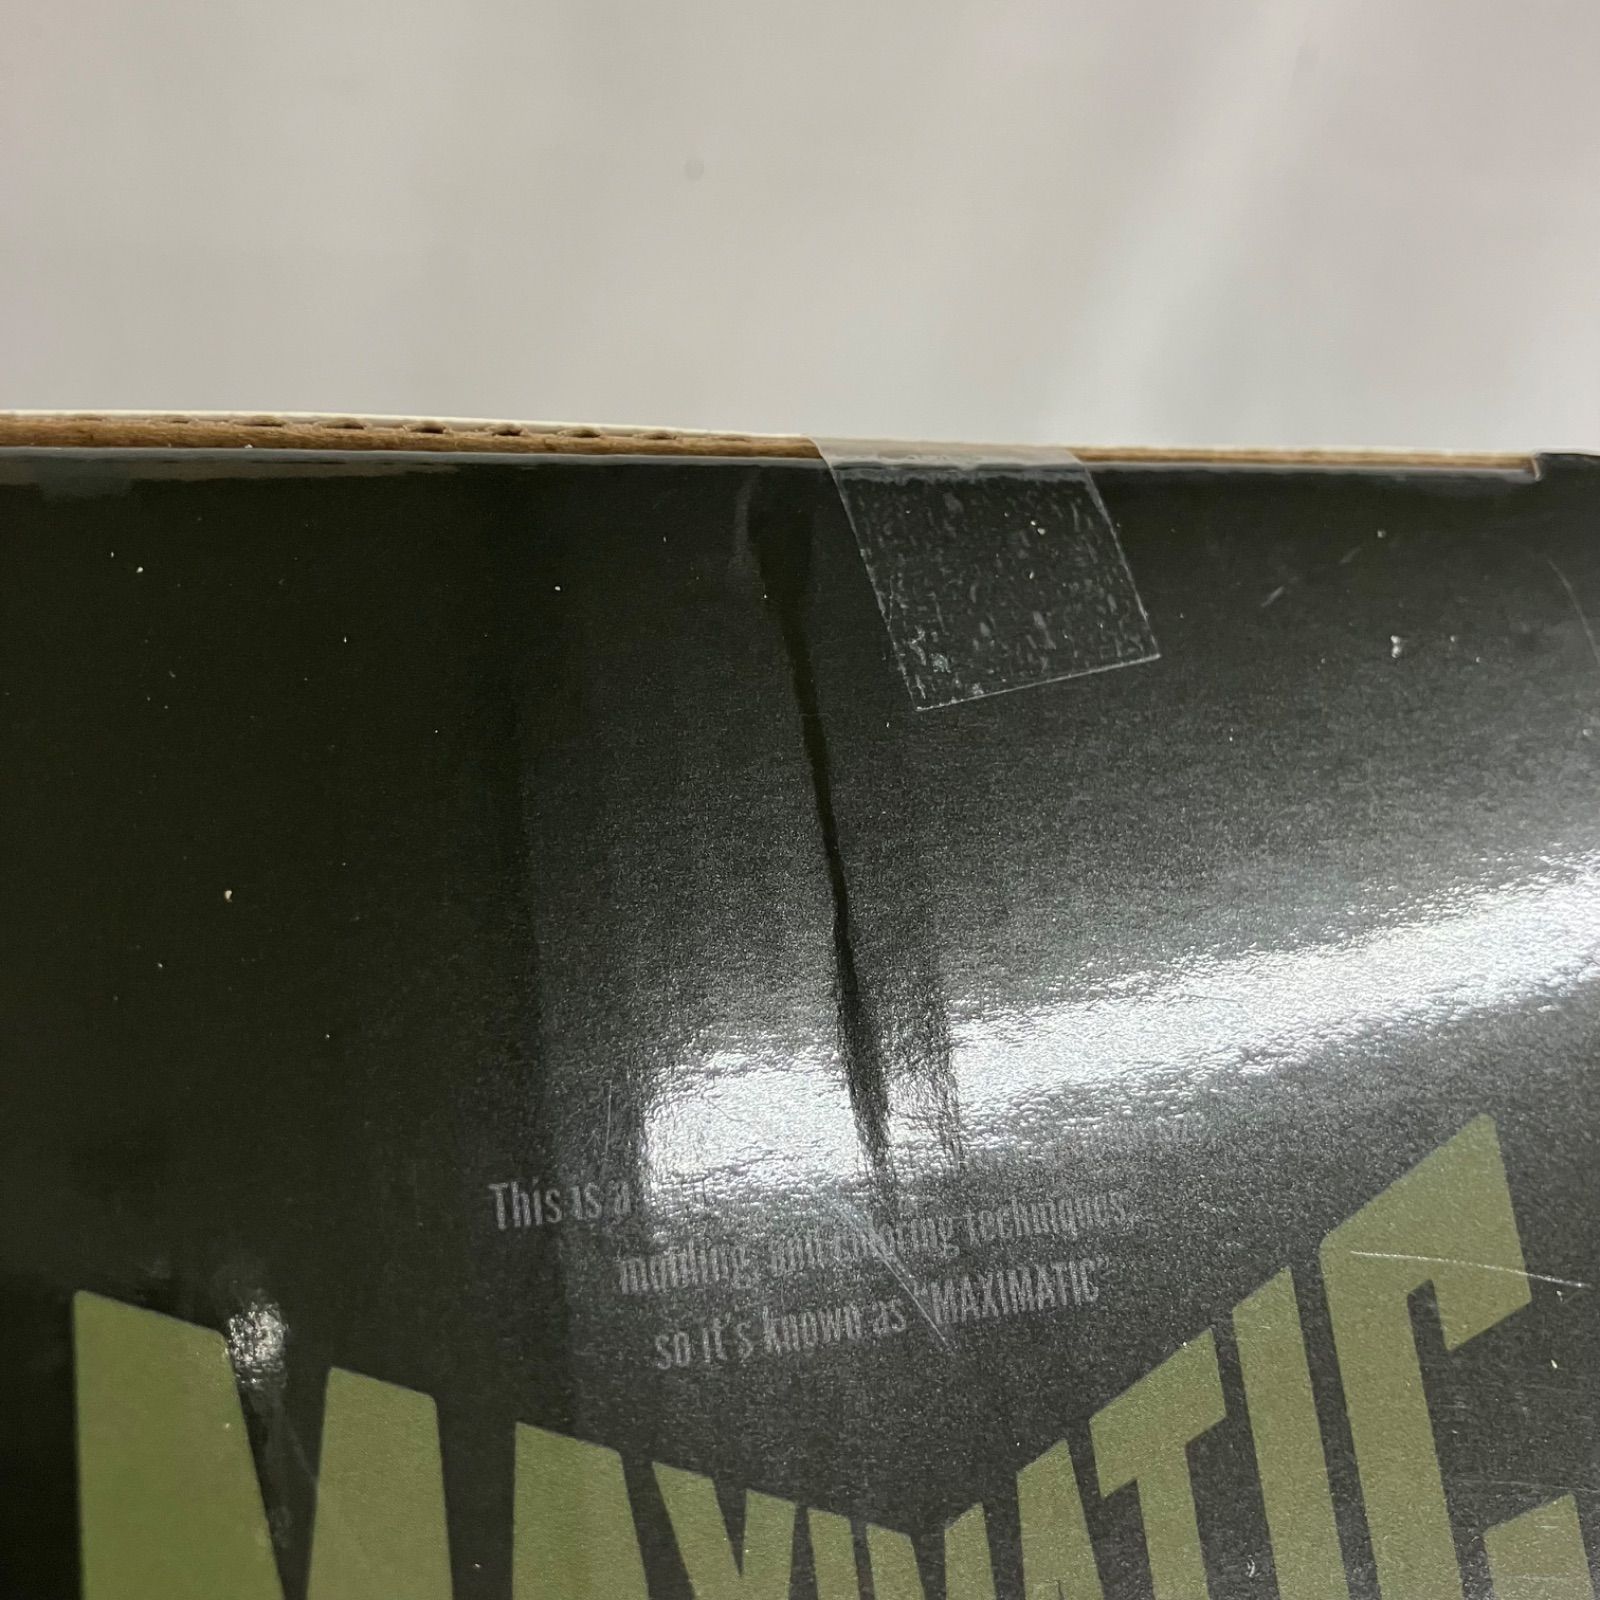 This is a
molding, and coloring techniques,
so it's known as "MAXIMATIC"
MAXIMATIC